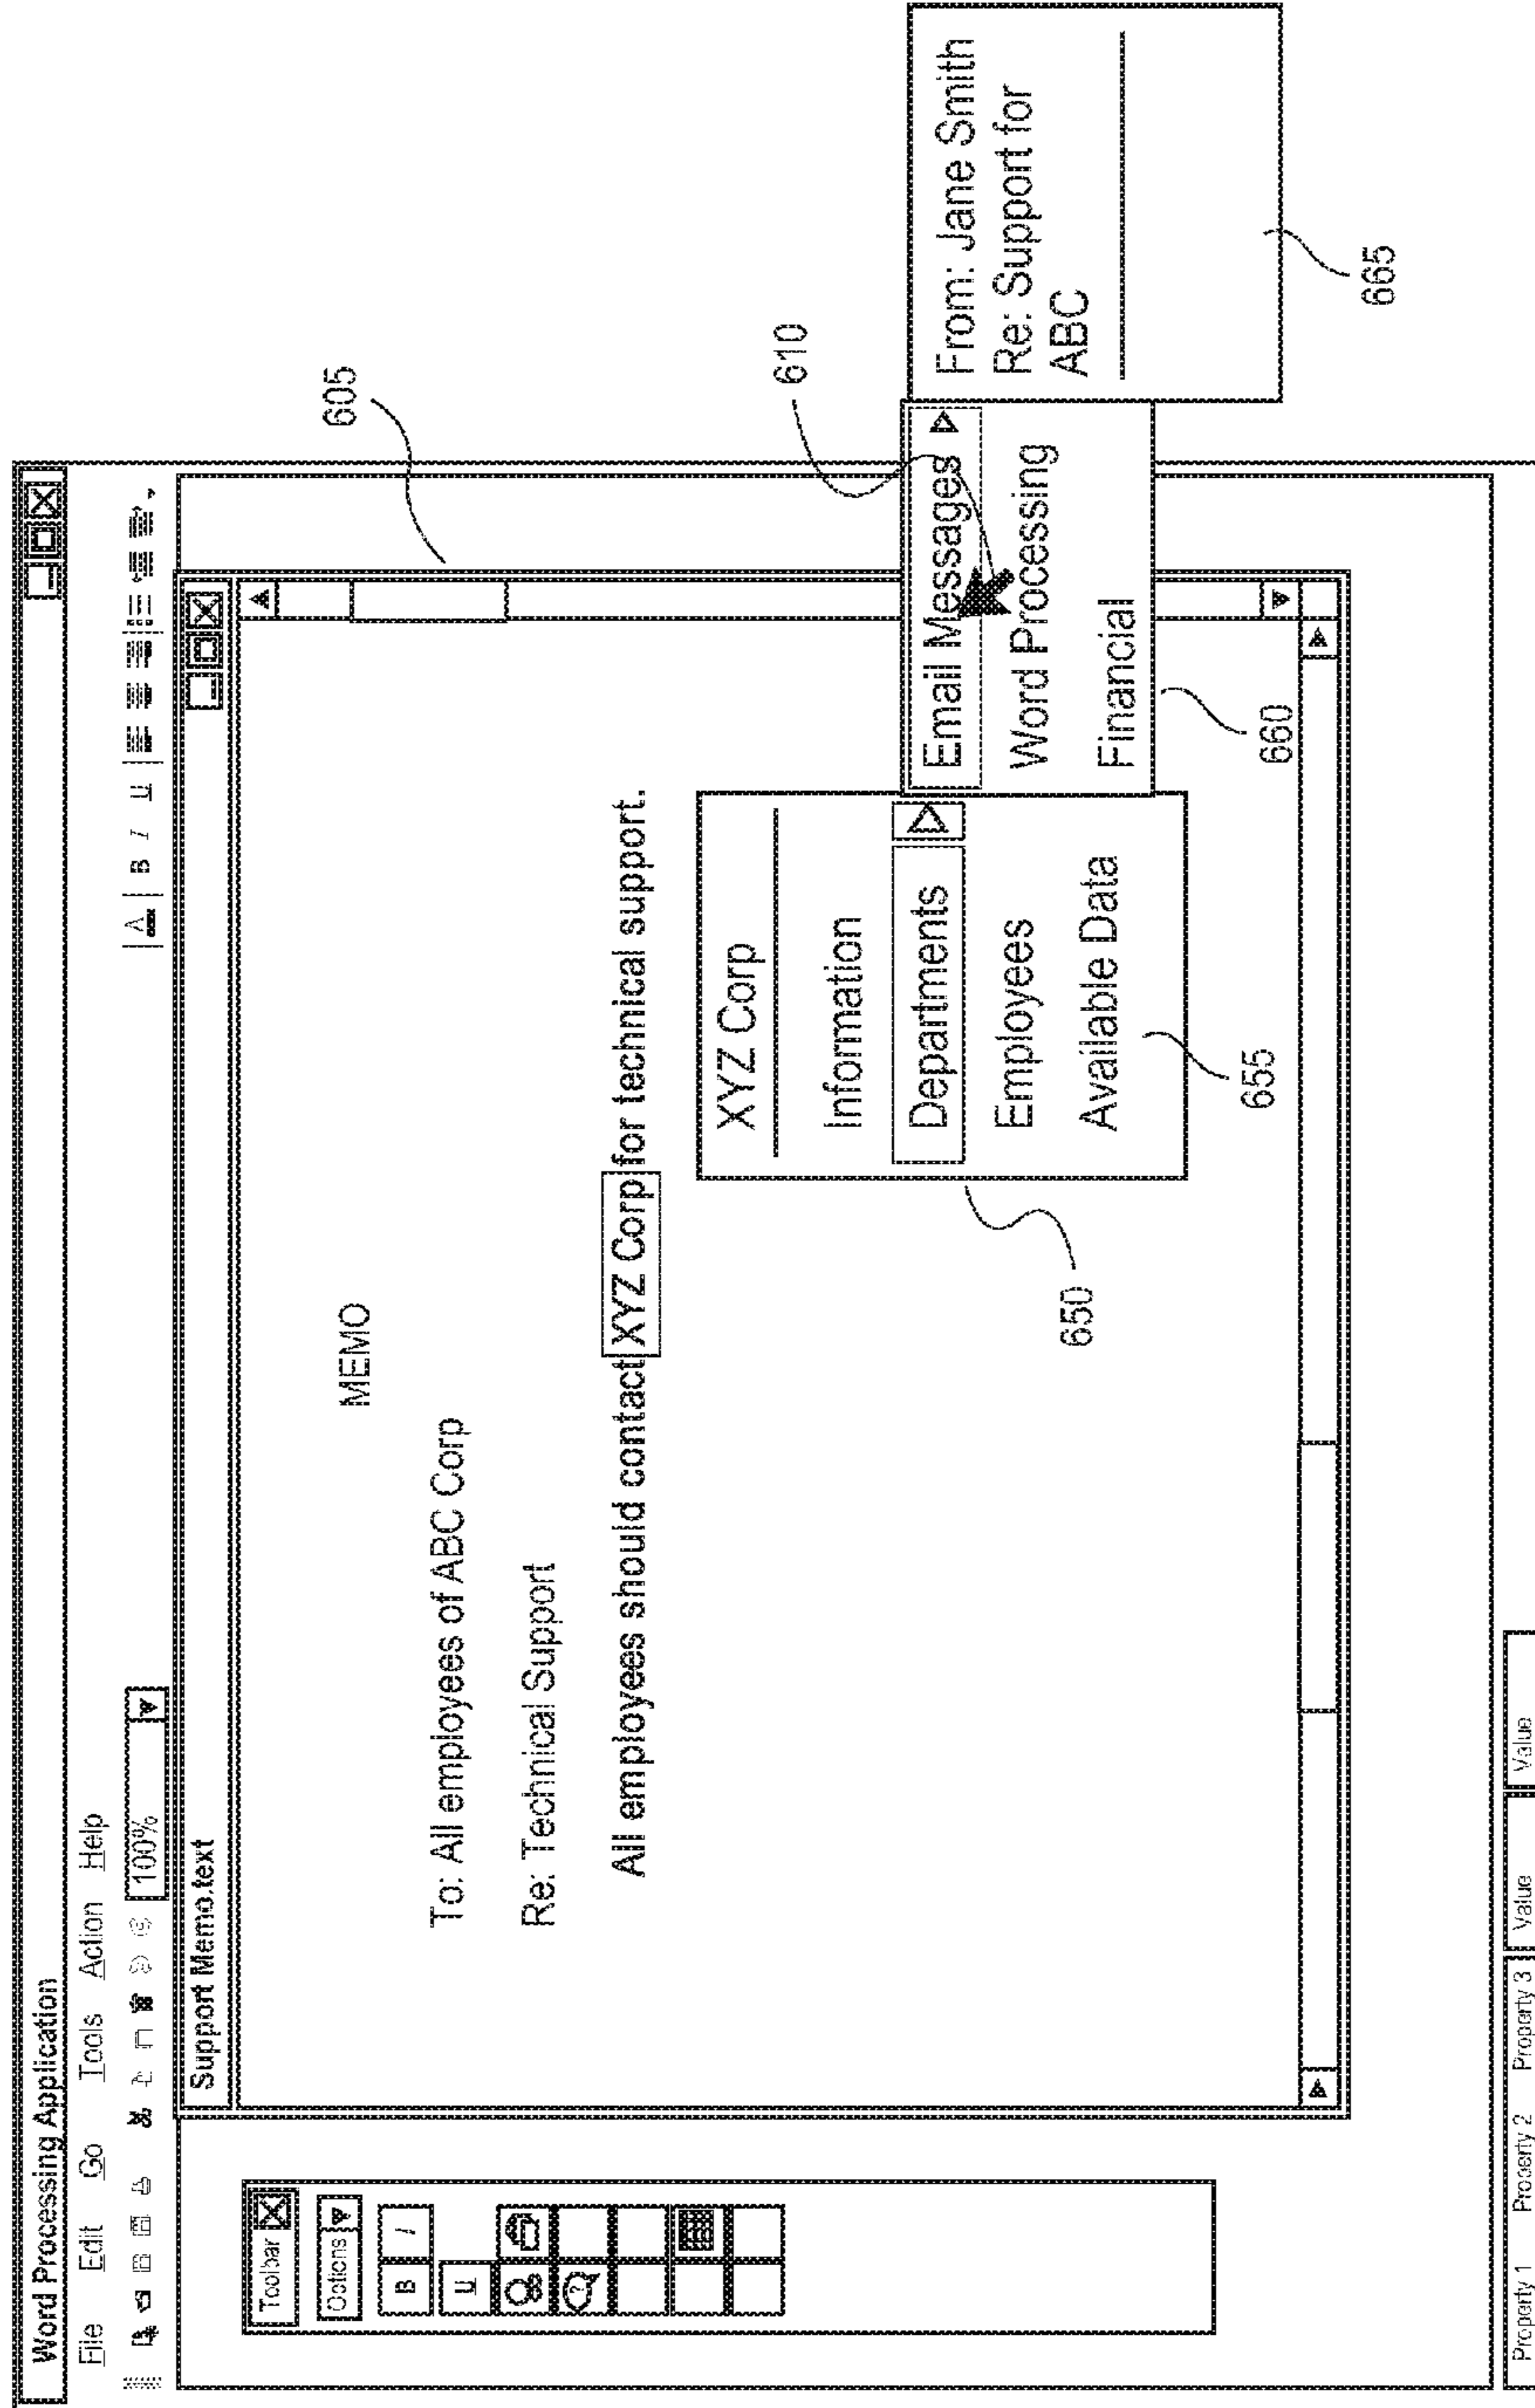 Word Processing Application
File Edit Go Tools Action Help
100% A B I U
Support Memo.text
Toolbar
Options
B I
U
?
MEMO
To: All employees of ABC Corp
Re: Technical Support
All employees should contact XYZ Corp for technical support.
XYZ Corp
Information
Departments
Employees
Available Data
Email Messages
Word Processing
Financial
From: Jane Smith
Re: Support for
ABC
605
610
650
655
660
665
Property 1 Property 2 Property 3 Value Value